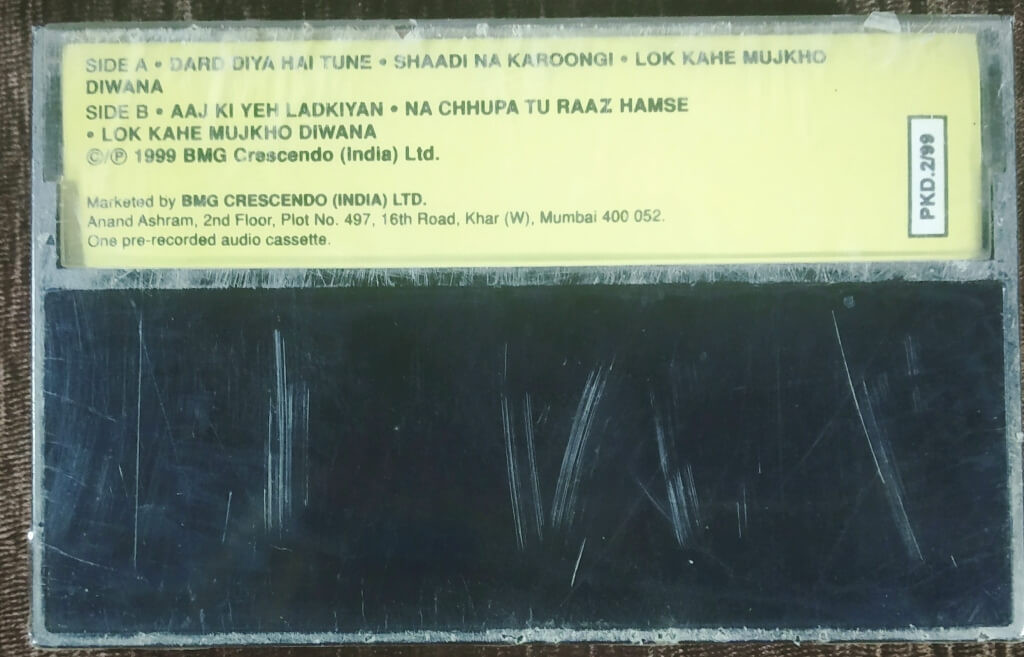 SIDE A • DARD DIYA HAI TUNE • SHAADI NA KAROONGI • LOK KAHE MUJKHO
DIWANA
SIDE B • AAJ KI YEH LADKIYAN • NA CHHUPA TU RAAZ HAMSE
• LOK KAHE MUJKHO DIWANA
©/℗ 1999 BMG Crescendo (India) Ltd.
Marketed by BMG CRESCENDO (INDIA) LTD.
Anand Ashram, 2nd Floor, Plot No. 497, 16th Road, Khar (W), Mumbai 400 052.
One pre-recorded audio cassette.
PKD.2/99